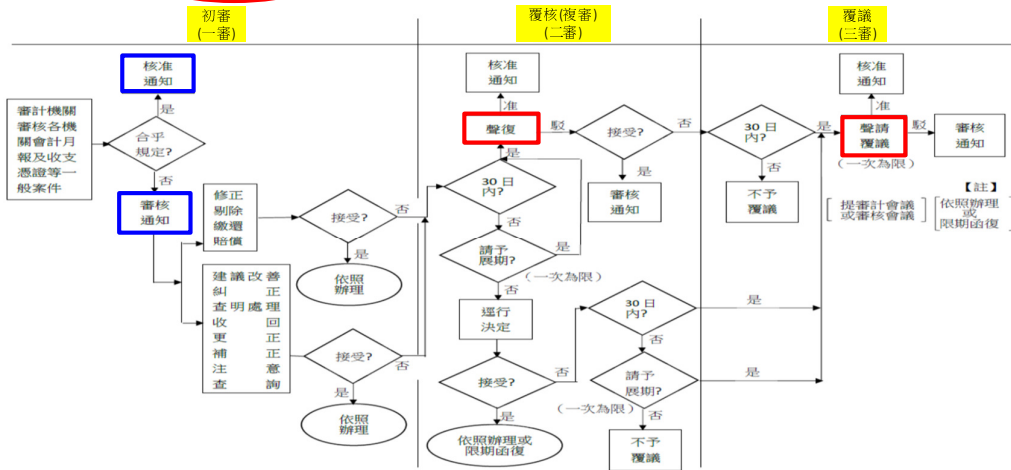 初審
(一審)
覆核(複審)
(二審)
覆議
(三審)
審計機關
審核各機
關會計月
報及收支
憑證等一
般案件
合乎
規定?
是
核准
通知
否
審核
通知
修正
剔除
繳還
賠償
接受?
否
是
依照
辦理
建議改善
糾正
查明處理
收回
更正
補正
注意
查詢
接受?
否
是
依照
辦理
核准
通知
准
聲復
駁
接受?
否
是
審核
通知
是
30日
內?
否
請予
展期?
是
(一次為限)
否
逕行
決定
接受?
否
是
依照辦理或
限期函復
30日
內?
是
否
請予
展期?
是
(一次為限)
否
不予
覆議
30日
內?
是
否
不予
覆議
核准
通知
准
聲請
覆議
駁
審核
通知
(一次為限)
提審計會議
或審核會議
【註】
依照辦理
或
限期函復